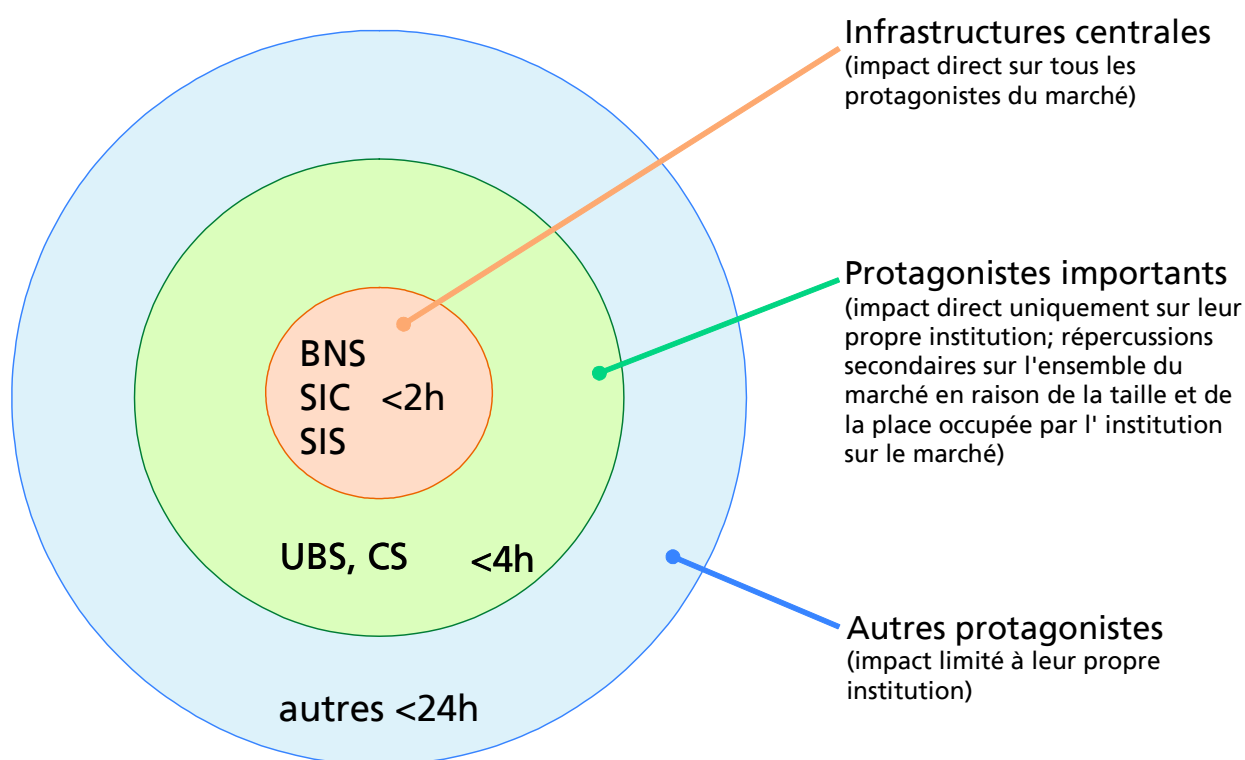 Infrastructures centrales
(impact direct sur tous les
protagonistes du marché)
Protagonistes importants
(impact direct uniquement sur leur
propre institution; répercussions
secondaires sur l'ensemble du
marché en raison de la taille et de
la place occupée par l' institution
sur le marché)
BNS
SIC <2h
SIS
UBS, CS <4h
Autres protagonistes
(impact limité à leur propre
institution)
autres <24h